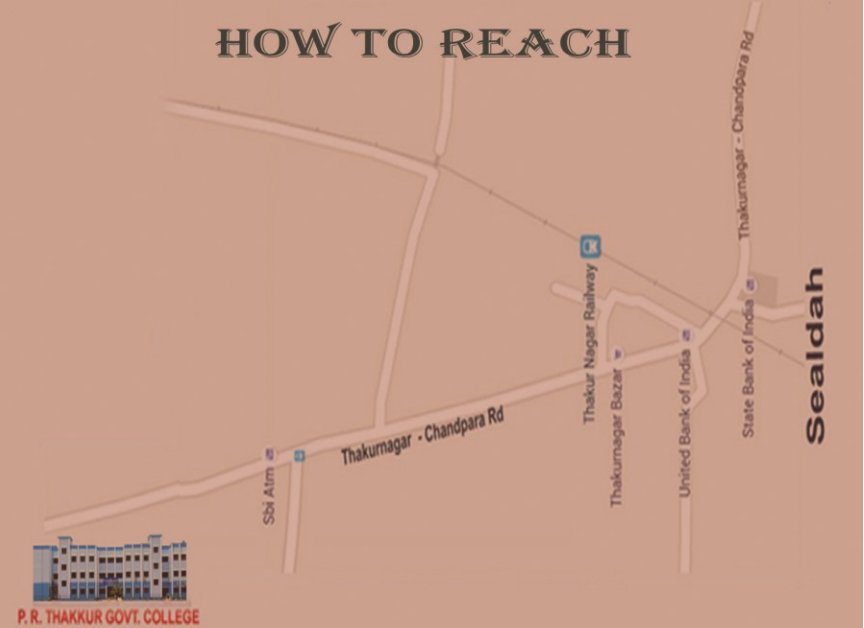 HOW TO REACH
Thakurnagar - Chandpara Rd
Thakur Nagar Railway
State Bank of India
Sealdah
Thakurnagar Bazar
United Bank of India
Thakurnagar - Chandpara Rd
Sbi Atm
P. R. THAKKUR GOVT. COLLEGE